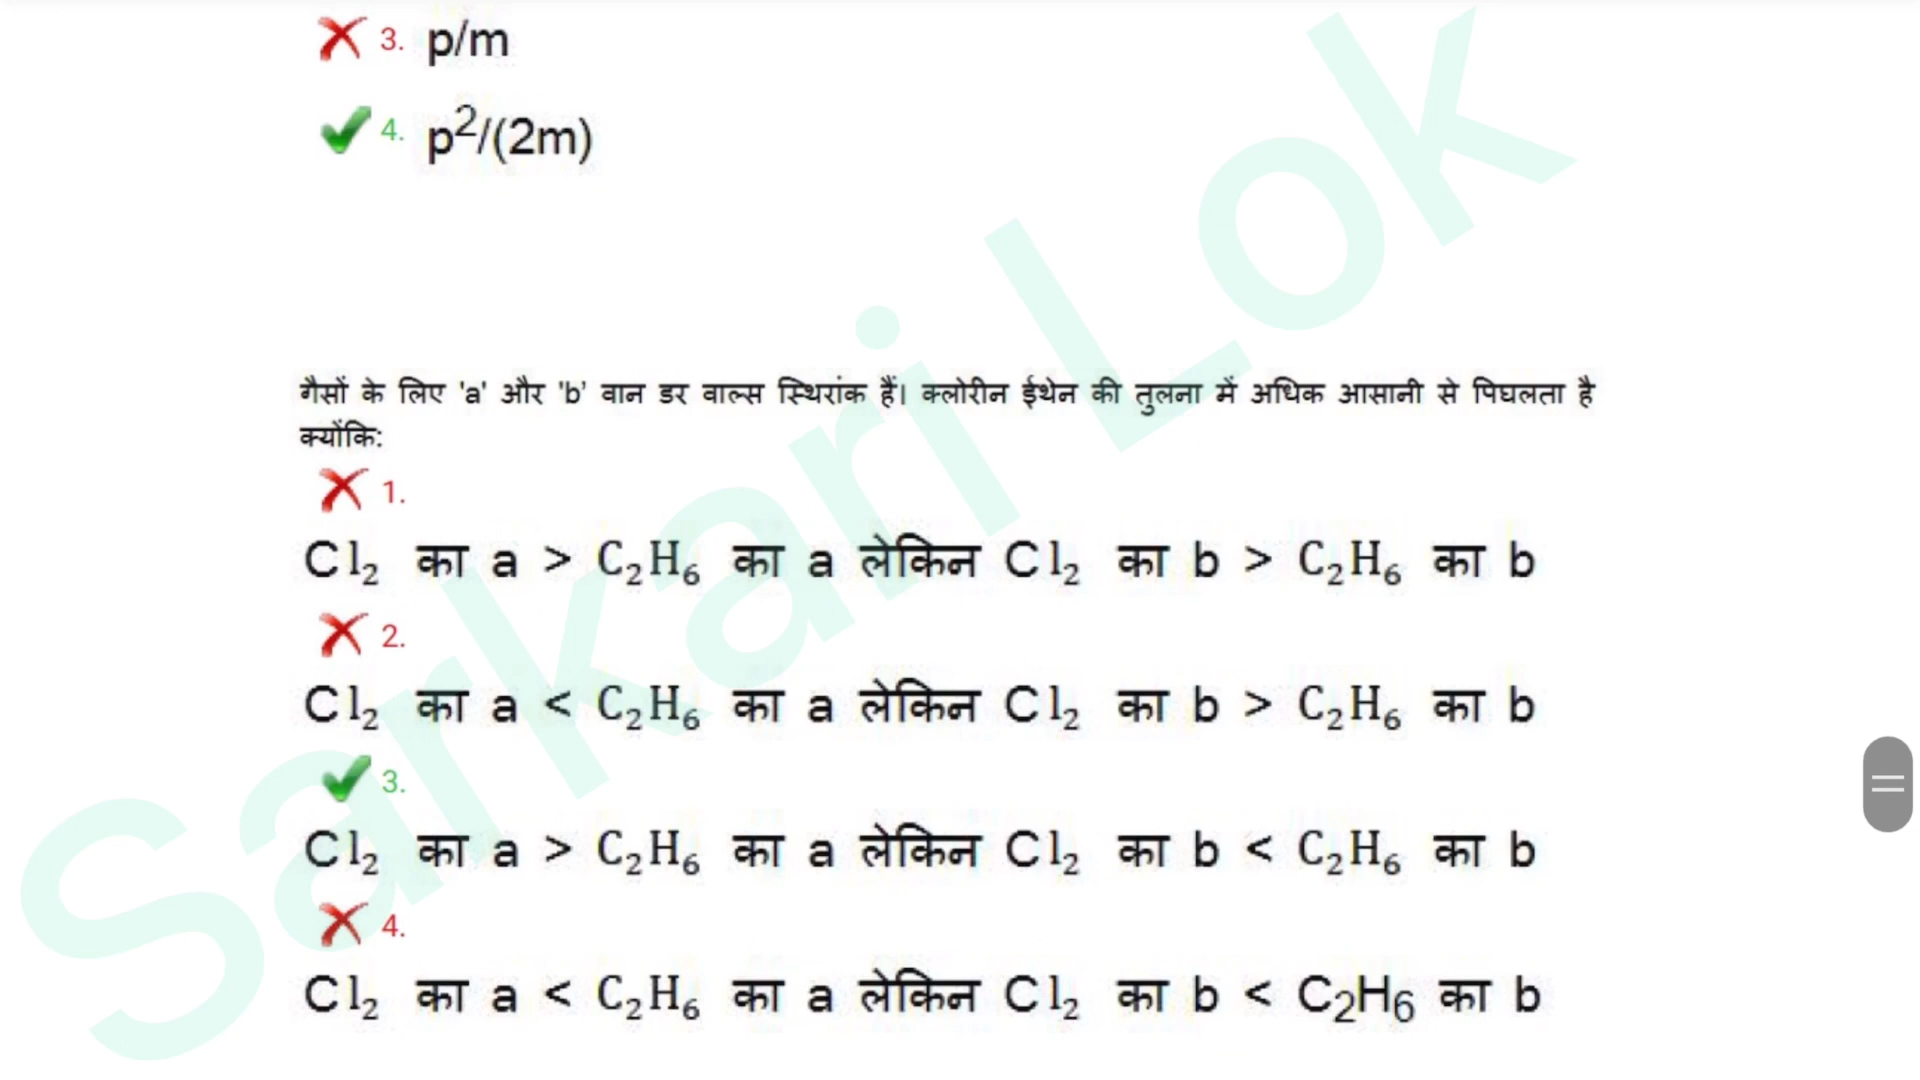 3. p/m
4. p²/(2m)
गैसों के लिए 'a' और 'b' वान डर वाल्स स्थिरांक हैं। क्लोरीन ईथेन की तुलना में अधिक आसानी से पिघलता है
क्योंकि:
1.
Cl₂ का a > C₂H₆ का a लेकिन Cl₂ का b > C₂H₆ का b
2.
Cl₂ का a < C₂H₆ का a लेकिन Cl₂ का b > C₂H₆ का b
3.
Cl₂ का a > C₂H₆ का a लेकिन Cl₂ का b < C₂H₆ का b
4.
Cl₂ का a < C₂H₆ का a लेकिन Cl₂ का b < C₂H₆ का b
Sarkari Lok